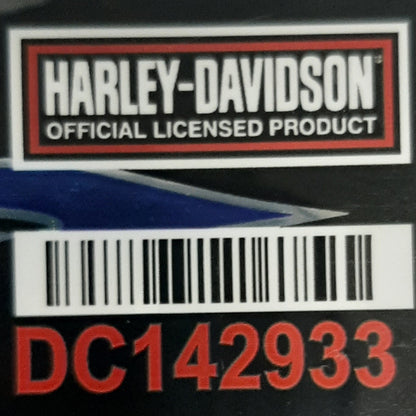 HARLEY-DAVIDSON
OFFICIAL LICENSED PRODUCT
DC142933